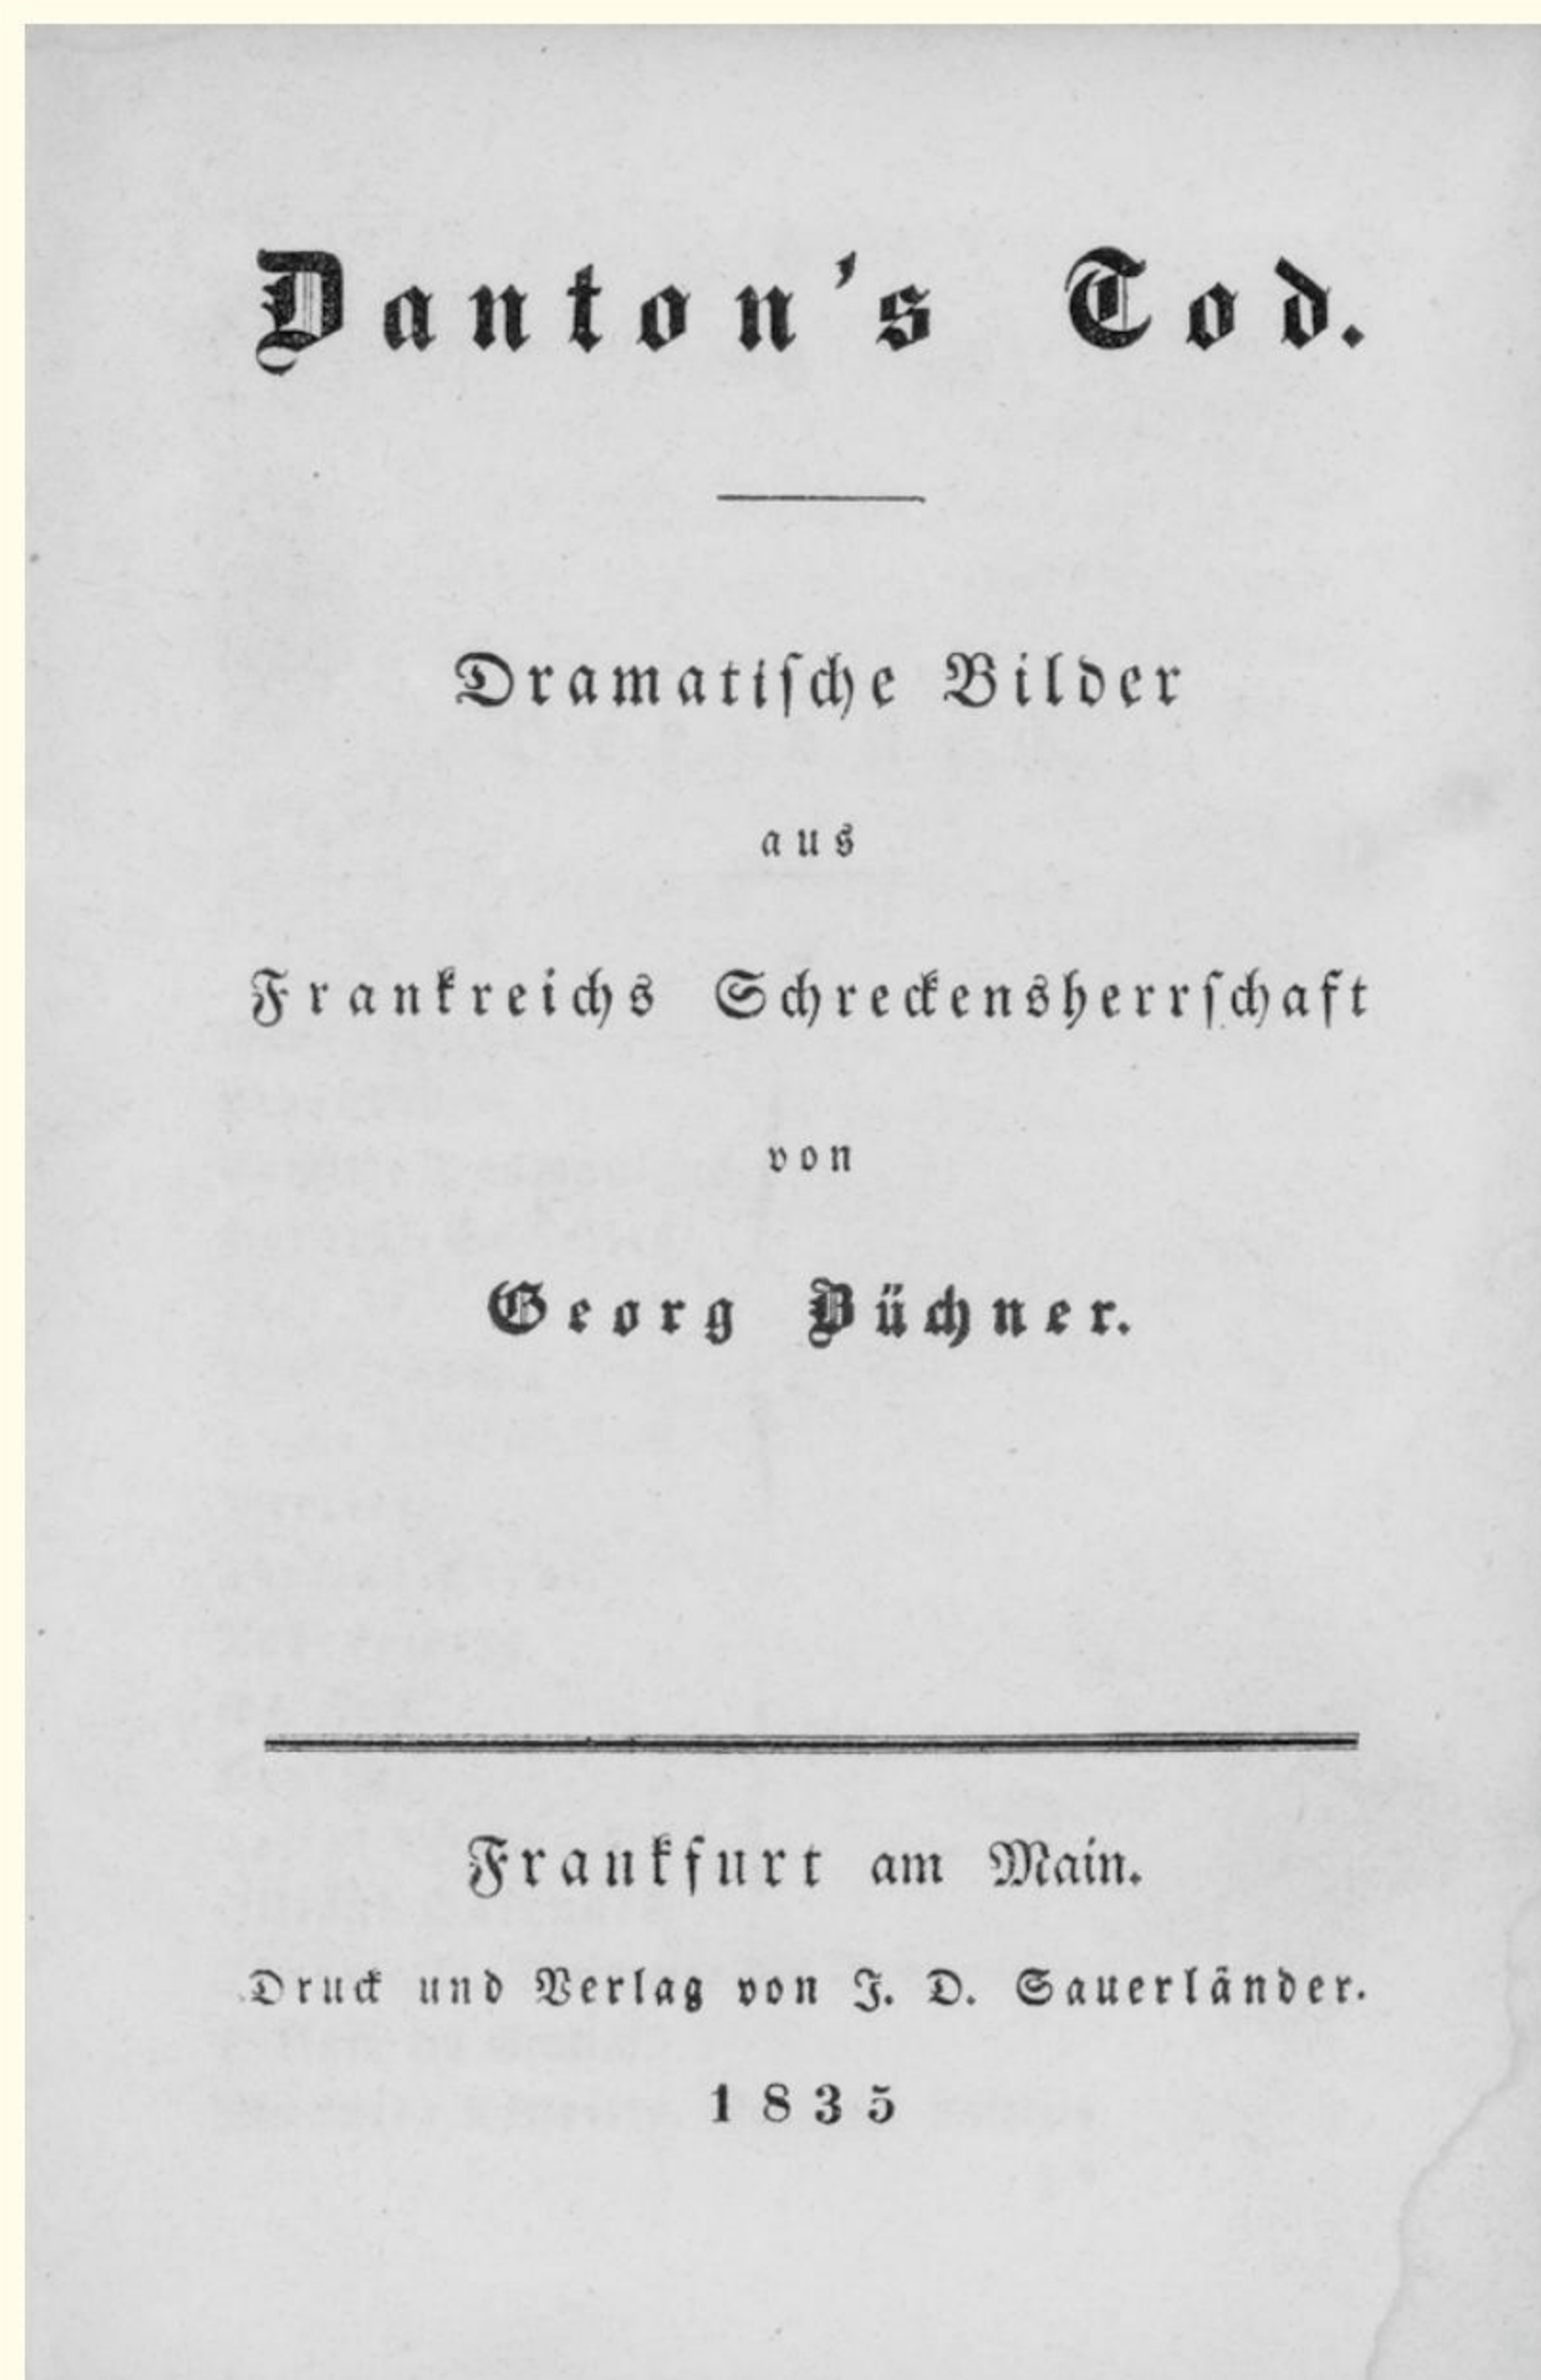 Danton's Tod.
Dramatiſche Bilder
aus
Frankreichs Schreckensherrſchaft
von
Georg Büchner.
Frankfurt am Main.
Druck und Verlag von J. D. Sauerländer.
1835